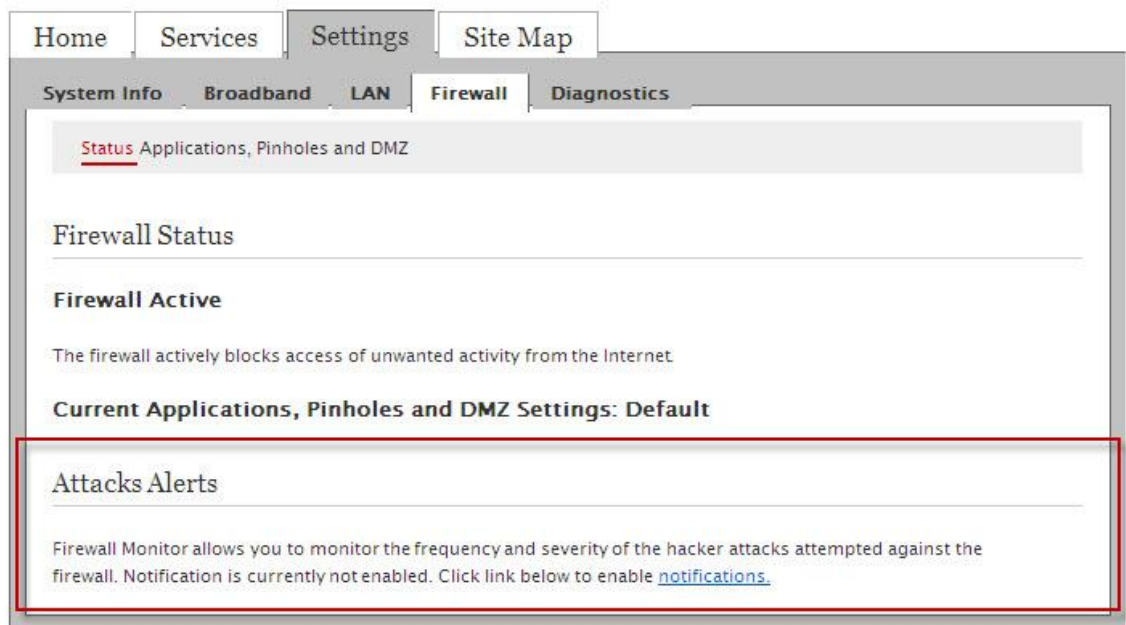 Home Services Settings Site Map
System Info Broadband LAN Firewall Diagnostics
Status Applications, Pinholes and DMZ
Firewall Status
Firewall Active
The firewall actively blocks access of unwanted activity from the Internet.
Current Applications, Pinholes and DMZ Settings: Default
Attacks Alerts
Firewall Monitor allows you to monitor the frequency and severity of the hacker attacks attempted against the
firewall. Notification is currently not enabled. Click link below to enable notifications.